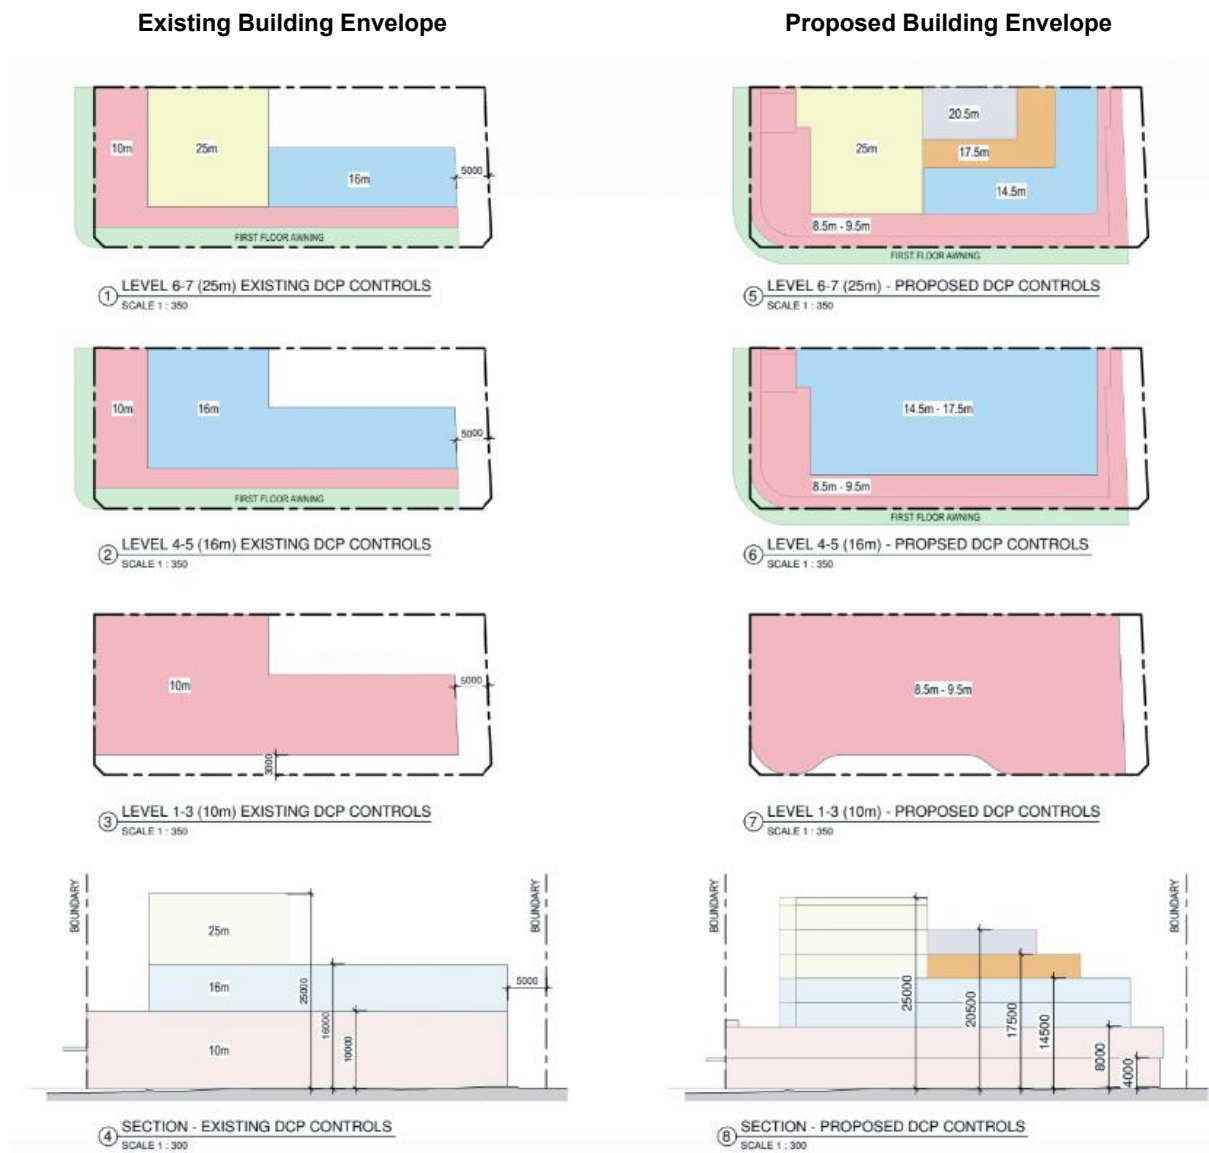 Existing Building Envelope
Proposed Building Envelope
10m
25m
16m
5000
FIRST FLOOR AWNING
1 LEVEL 6-7 (25m) EXISTING DCP CONTROLS
SCALE 1 : 350
20.5m
25m
17.5m
14.5m
8.5m - 9.5m
FIRST FLOOR AWNING
5 LEVEL 6-7 (25m) - PROPOSED DCP CONTROLS
SCALE 1 : 350
10m
16m
5000
FIRST FLOOR AWNING
2 LEVEL 4-5 (16m) EXISTING DCP CONTROLS
SCALE 1 : 350
14.5m - 17.5m
8.5m - 9.5m
FIRST FLOOR AWNING
6 LEVEL 4-5 (16m) - PROPSED DCP CONTROLS
SCALE 1 : 350
10m
5000
3000
3 LEVEL 1-3 (10m) EXISTING DCP CONTROLS
SCALE 1 : 350
8.5m - 9.5m
7 LEVEL 1-3 (10m) - PROPOSED DCP CONTROLS
SCALE 1 : 350
BOUNDARY
BOUNDARY
25m
16m
10m
25000
16000
10000
5000
4 SECTION - EXISTING DCP CONTROLS
SCALE 1 : 300
BOUNDARY
BOUNDARY
25000
20500
17500
14500
8000
4000
8 SECTION - PROPOSED DCP CONTROLS
SCALE 1 : 300